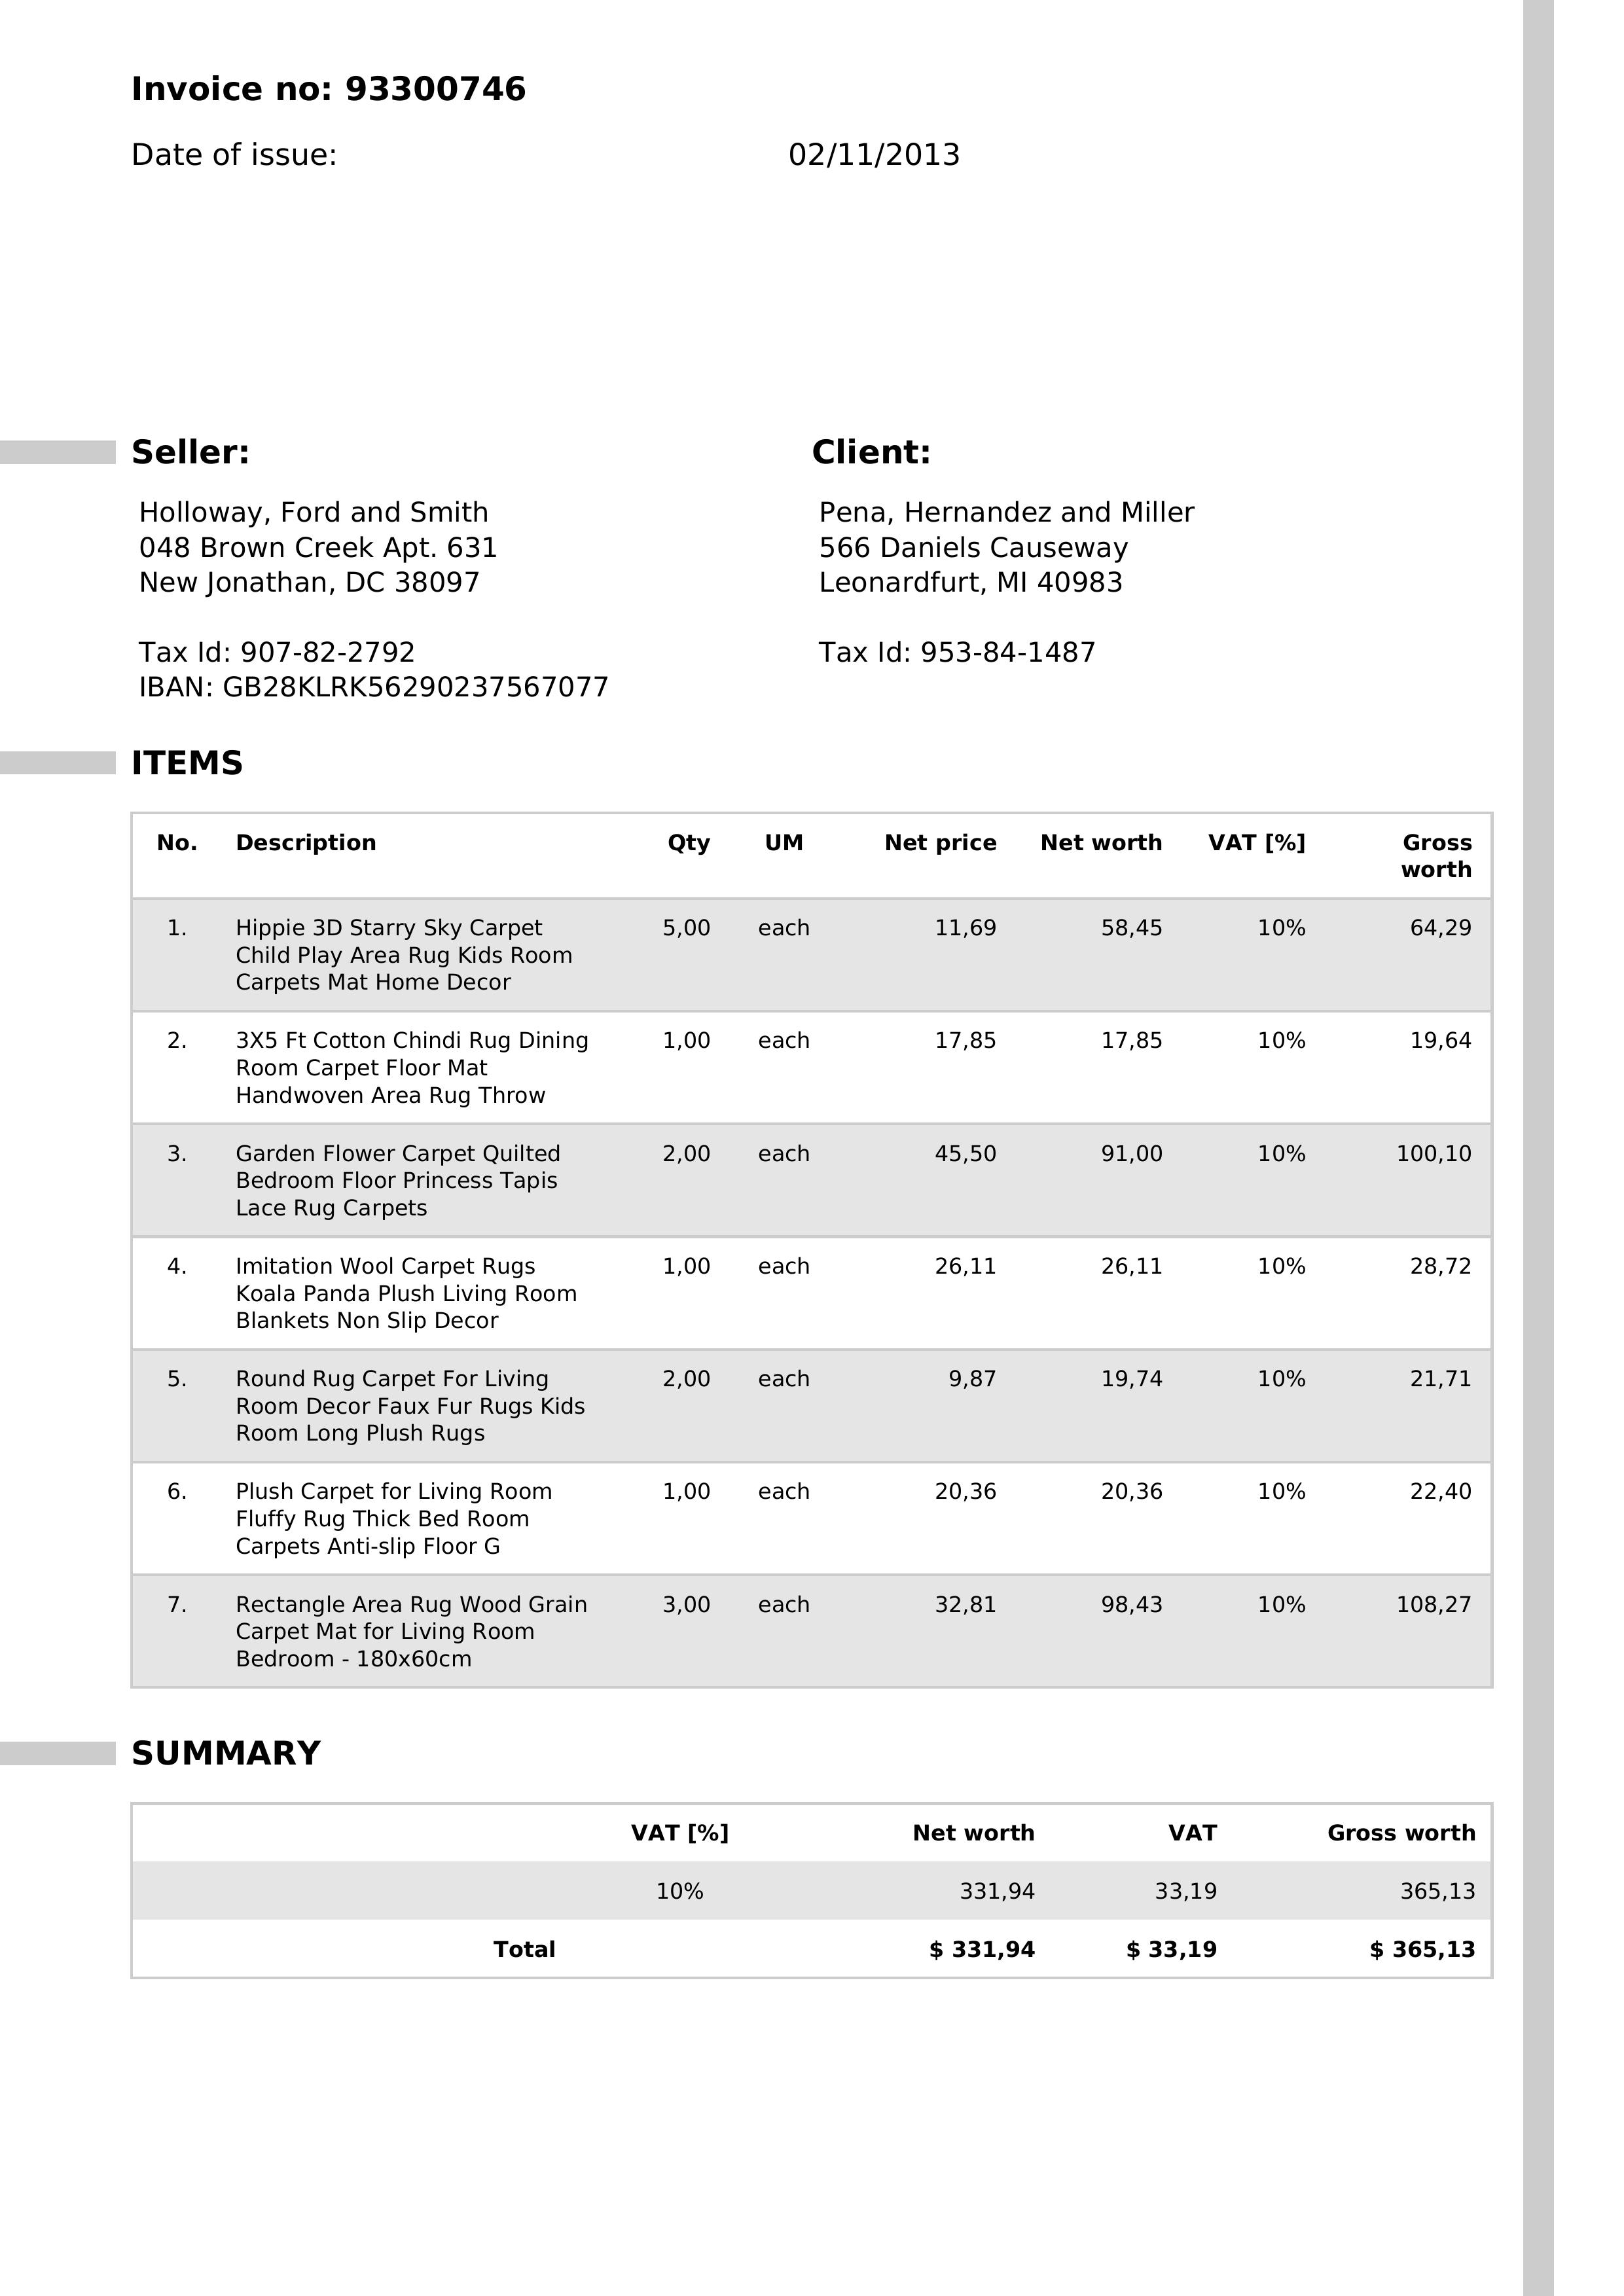 Invoice no: 93300746
Date of issue: 02/11/2013
Seller:
Holloway, Ford and Smith
048 Brown Creek Apt. 631
New Jonathan, DC 38097
Tax Id: 907-82-2792
IBAN: GB28KLRK56290237567077
Client:
Pena, Hernandez and Miller
566 Daniels Causeway
Leonardfurt, MI 40983
Tax Id: 953-84-1487
ITEMS
No. Description Qty UM Net price Net worth VAT [%] Gross
worth
1. Hippie 3D Starry Sky Carpet 5,00 each 11,69 58,45 10% 64,29
Child Play Area Rug Kids Room
Carpets Mat Home Decor
2. 3X5 Ft Cotton Chindi Rug Dining 1,00 each 17,85 17,85 10% 19,64
Room Carpet Floor Mat
Handwoven Area Rug Throw
3. Garden Flower Carpet Quilted 2,00 each 45,50 91,00 10% 100,10
Bedroom Floor Princess Tapis
Lace Rug Carpets
4. Imitation Wool Carpet Rugs 1,00 each 26,11 26,11 10% 28,72
Koala Panda Plush Living Room
Blankets Non Slip Decor
5. Round Rug Carpet For Living 2,00 each 9,87 19,74 10% 21,71
Room Decor Faux Fur Rugs Kids
Room Long Plush Rugs
6. Plush Carpet for Living Room 1,00 each 20,36 20,36 10% 22,40
Fluffy Rug Thick Bed Room
Carpets Anti-slip Floor G
7. Rectangle Area Rug Wood Grain 3,00 each 32,81 98,43 10% 108,27
Carpet Mat for Living Room
Bedroom - 180x60cm
SUMMARY
VAT [%] Net worth VAT Gross worth
10% 331,94 33,19 365,13
Total $ 331,94 $ 33,19 $ 365,13